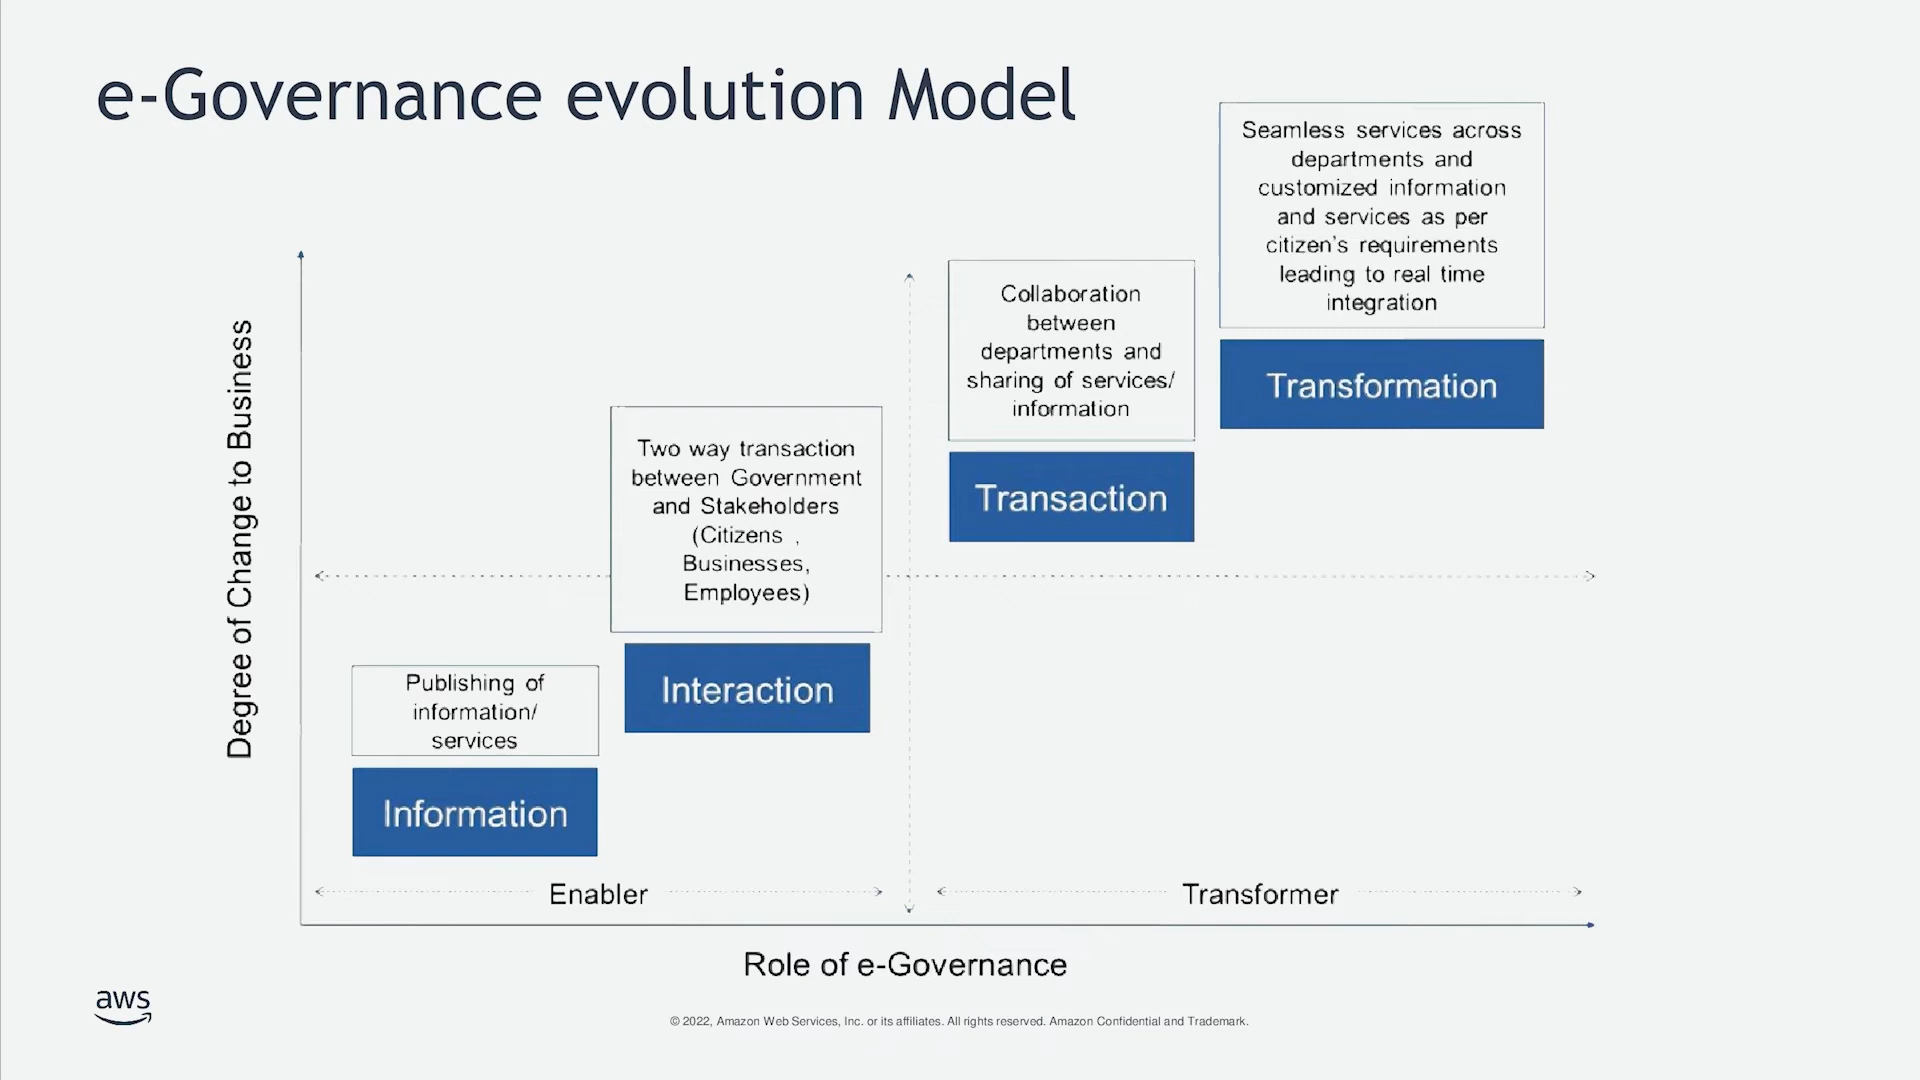 e-Governance evolution Model
Seamless services across
departments and
customized information
and services as per
citizen's requirements
leading to real time
integration
Transformation
Collaboration
between
departments and
sharing of services/
information
Transaction
Two way transaction
between Government
and Stakeholders
(Citizens ,
Businesses,
Employees)
Interaction
Publishing of
information/
services
Information
Degree of Change to Business
Enabler
Transformer
Role of e-Governance
aws
© 2022, Amazon Web Services, Inc. or its affiliates. All rights reserved. Amazon Confidential and Trademark.